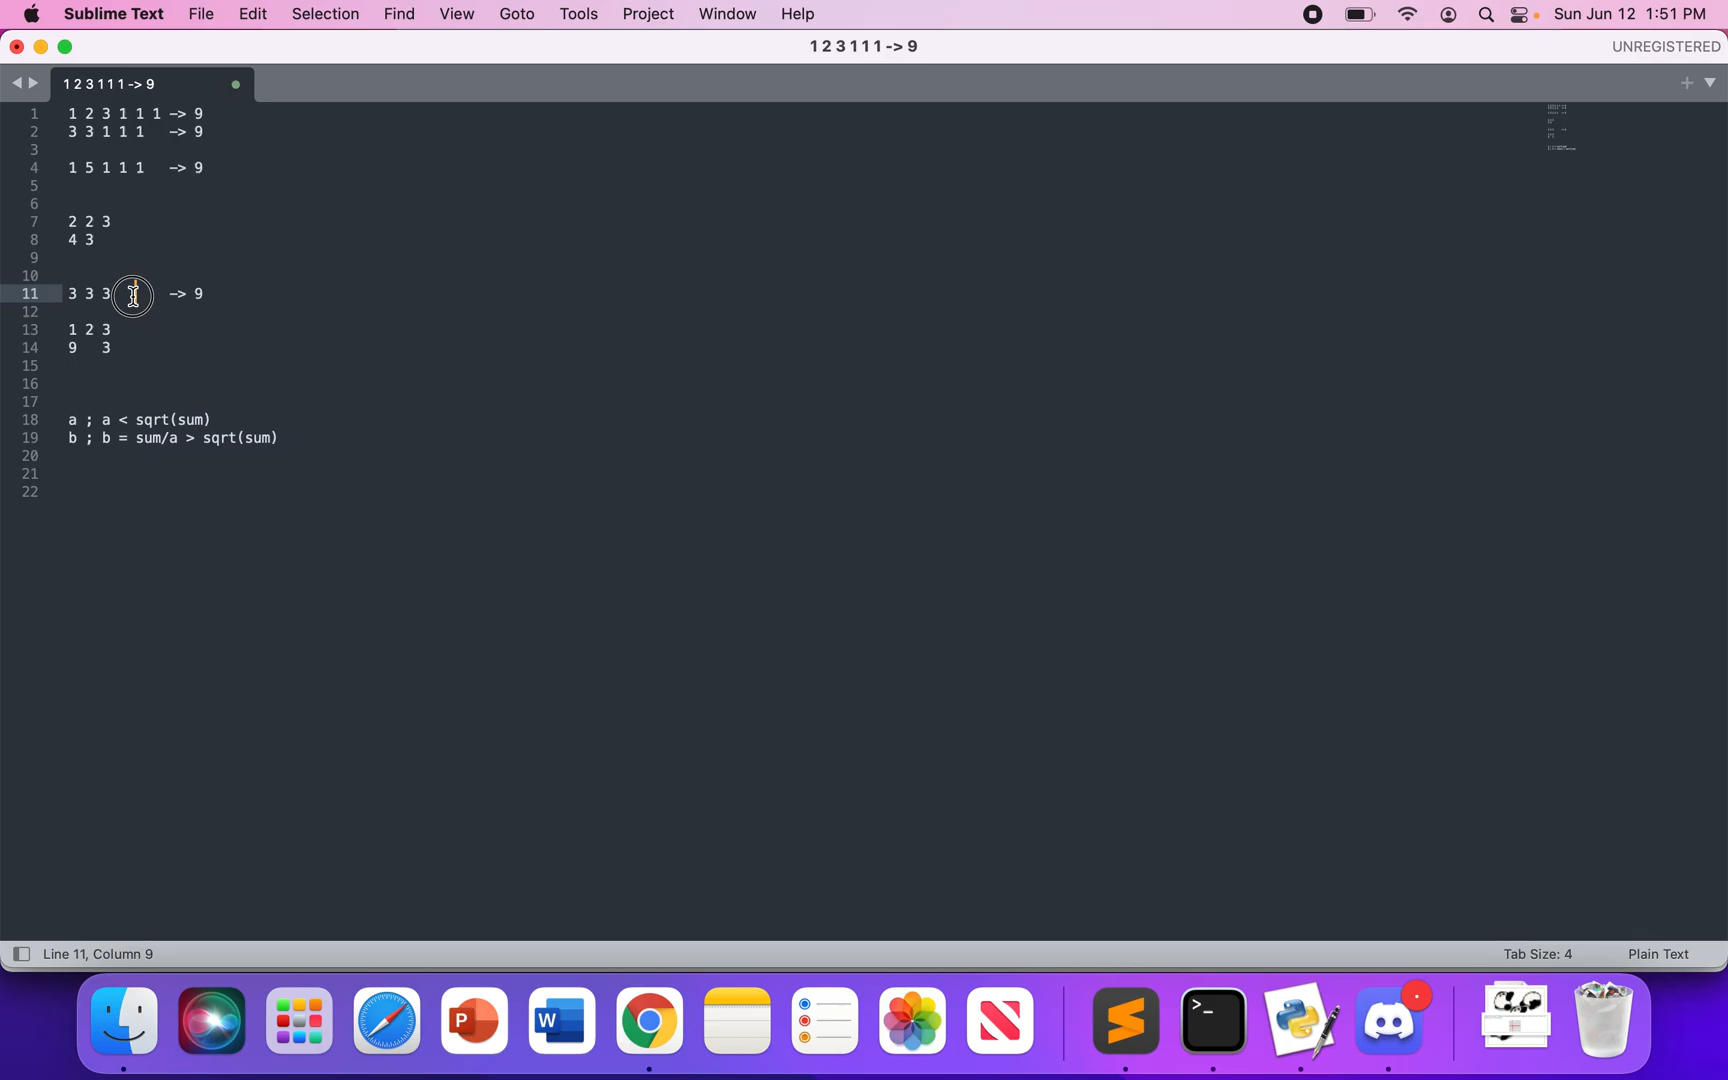 Sublime Text File Edit Selection Find View Goto Tools Project Window Help Sun Jun 12 1:51 PM
1 2 3 1 1 1 -> 9 UNREGISTERED
1 2 3 1 1 1 -> 9
1 1 2 3 1 1 1 -> 9
2 3 3 1 1 1 -> 9
3
4 1 5 1 1 1 -> 9
5
6
7 2 2 3
8 4 3
9
10
11 3 3 3 -> 9
12
13 1 2 3
14 9 3
15
16
17
18 a ; a < sqrt(sum)
19 b ; b = sum/a > sqrt(sum)
20
21
22
Line 11, Column 9 Tab Size: 4 Plain Text